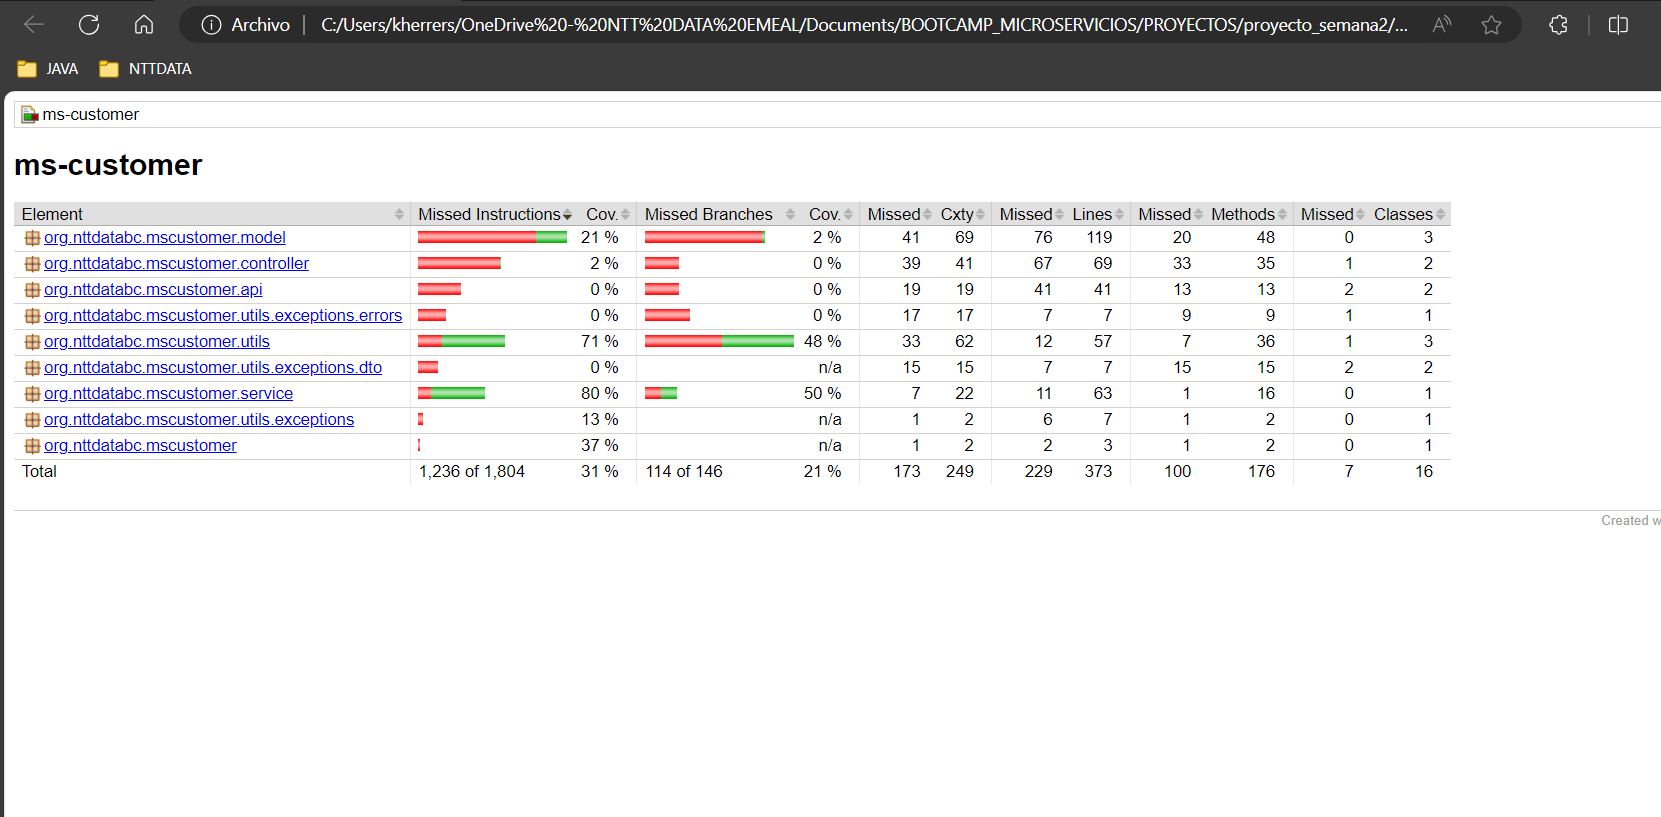 Archivo C:/Users/kherrers/OneDrive%20-%20NTT%20DATA%20EMEAL/Documents/BOOTCAMP_MICROSERVICIOS/PROYECTOS/proyecto_semana2/...
JAVA NTTDATA
ms-customer
ms-customer
Element Missed Instructions Cov. Missed Branches Cov. Missed Cxty Missed Lines Missed Methods Missed Classes
org.nttdatabc.mscustomer.model 21 % 2 % 41 69 76 119 20 48 0 3
org.nttdatabc.mscustomer.controller 2 % 0 % 39 41 67 69 33 35 1 2
org.nttdatabc.mscustomer.api 0 % 0 % 19 19 41 41 13 13 2 2
org.nttdatabc.mscustomer.utils.exceptions.errors 0 % 0 % 17 17 7 7 9 9 1 1
org.nttdatabc.mscustomer.utils 71 % 48 % 33 62 12 57 7 36 1 3
org.nttdatabc.mscustomer.utils.exceptions.dto 0 % n/a 15 15 7 7 15 15 2 2
org.nttdatabc.mscustomer.service 80 % 50 % 7 22 11 63 1 16 0 1
org.nttdatabc.mscustomer.utils.exceptions 13 % n/a 1 2 6 7 1 2 0 1
org.nttdatabc.mscustomer 37 % n/a 1 2 2 3 1 2 0 1
Total 1,236 of 1,804 31 % 114 of 146 21 % 173 249 229 373 100 176 7 16
Created w